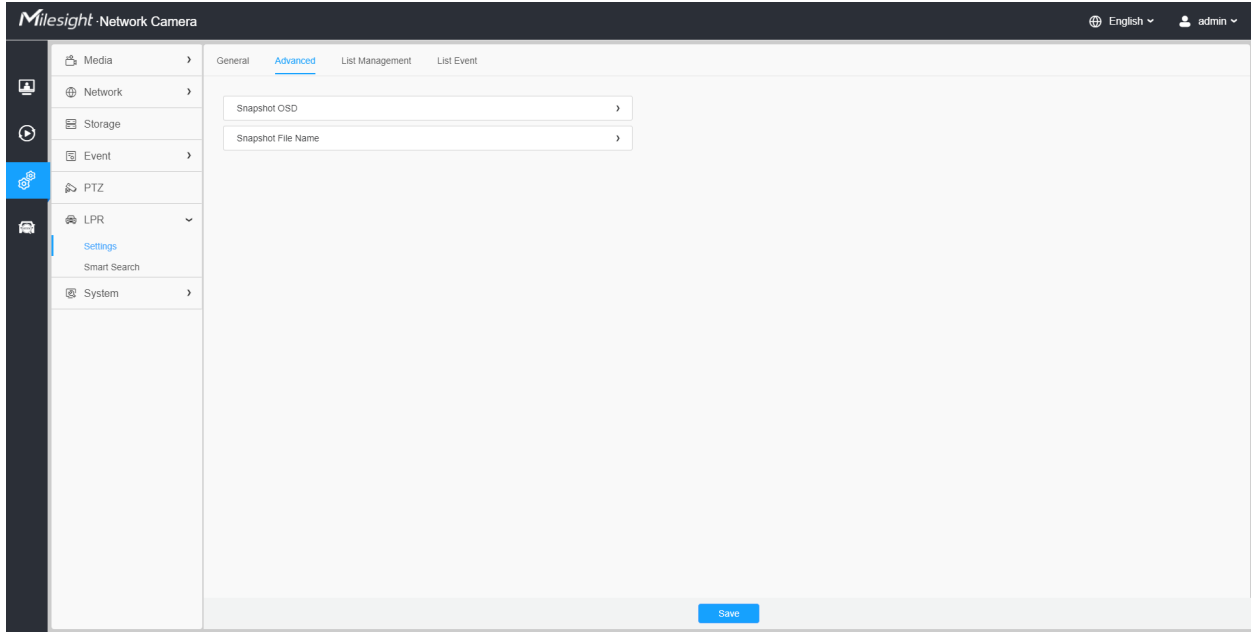 Milesight · Network Camera
English
admin
Media
Network
Storage
Event
PTZ
LPR
Settings
Smart Search
System
General Advanced List Management List Event
Snapshot OSD
Snapshot File Name
Save